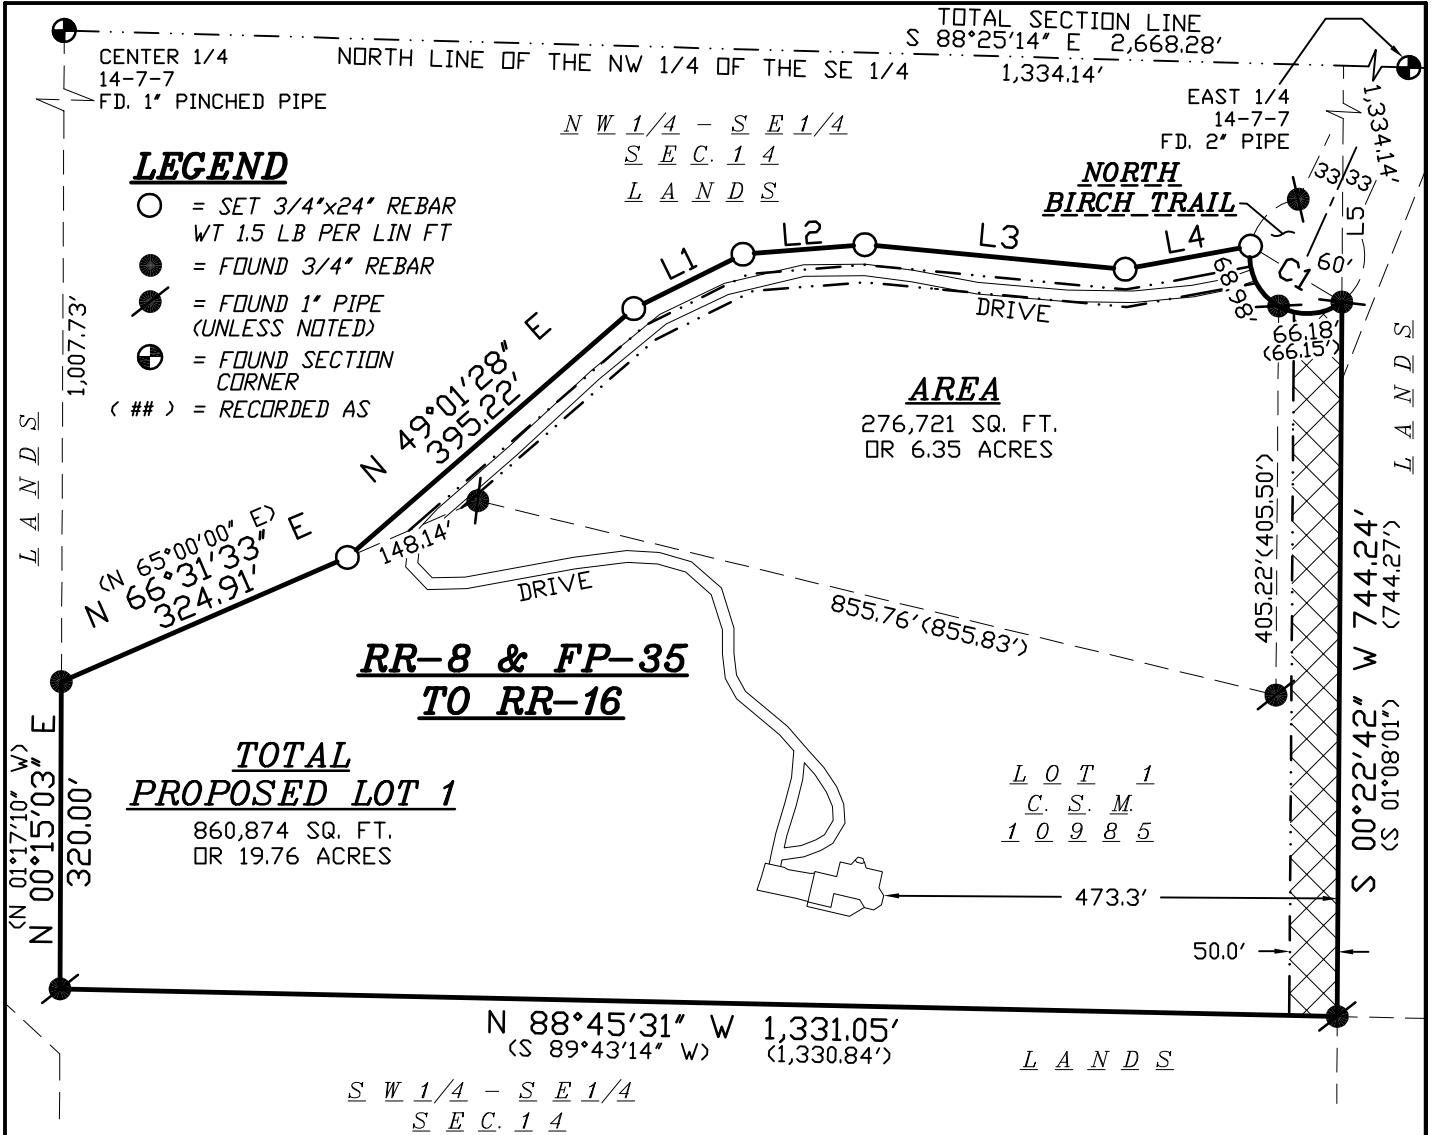 TOTAL SECTION LINE
S 88°25'14" E 2,668.28'
CENTER 1/4
14-7-7
FD. 1" PINCHED PIPE
NORTH LINE OF THE NW 1/4 OF THE SE 1/4
1,334.14'
1,334.14'
EAST 1/4
14-7-7
FD. 2" PIPE
N W 1/4 - S E 1/4
S E C. 1 4
L A N D S
LEGEND
= SET 3/4"x24" REBAR
WT 1.5 LB PER LIN FT
= FOUND 3/4" REBAR
= FOUND 1" PIPE
(UNLESS NOTED)
= FOUND SECTION
CORNER
( ## ) = RECORDED AS
NORTH
BIRCH TRAIL
33 33
L5
60'
C1
68.98'
66.18'
(66.15')
L1
L2
L3
L4
DRIVE
1,007.73'
L A N D S
L A N D S
N 49°01'28" E
395.22'
AREA
276,721 SQ. FT.
OR 6.35 ACRES
405.22'(405.50')
(N 65°00'00" E)
N 66°31'33" E
324.91'
148.14'
DRIVE
855.76'(855.83')
S 00°22'42" W 744.24'
(S 01°08'01") (744.27')
RR-8 & FP-35
TO RR-16
TOTAL
PROPOSED LOT 1
860,874 SQ. FT.
OR 19.76 ACRES
(N 01°17'10" W)
N 00°15'03" E
320.00'
L O T 1
C. S. M.
1 0 9 8 5
473.3'
50.0'
N 88°45'31" W 1,331.05'
(S 89°43'14" W) (1,330.84')
L A N D S
S W 1/4 - S E 1/4
S E C. 1 4